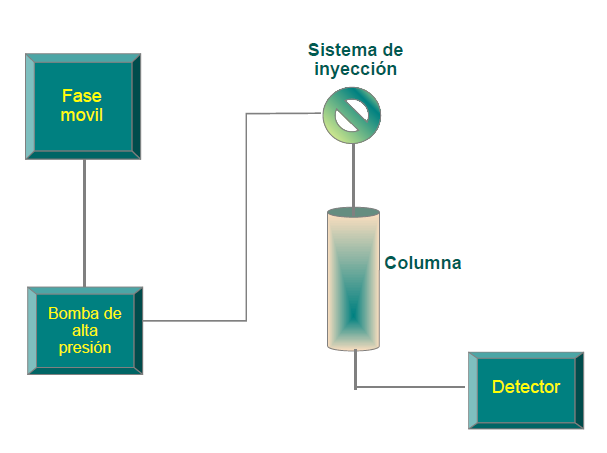 Sistema de
inyección
Fase
movil
Columna
Bomba de
alta
presión
Detector